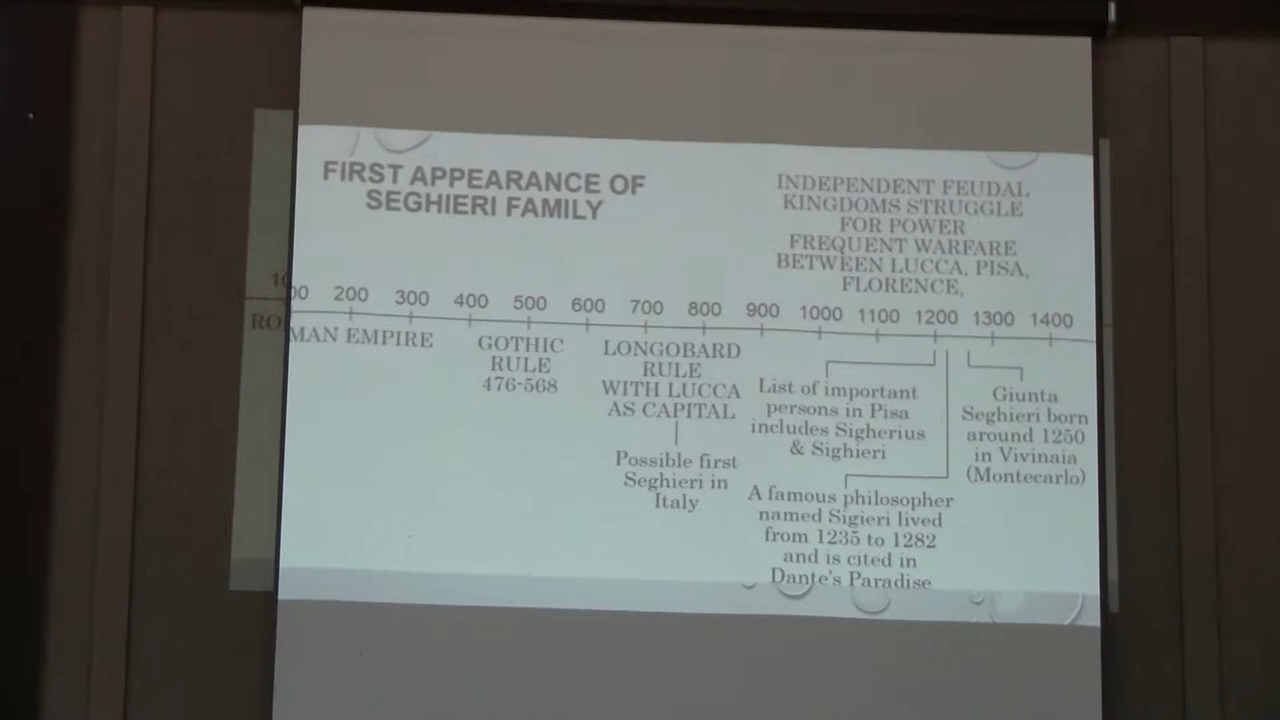 FIRST APPEARANCE OF
SEGHIERI FAMILY
INDEPENDENT FEUDAL
KINGDOMS STRUGGLE
FOR POWER
FREQUENT WARFARE
BETWEEN LUCCA, PISA,
FLORENCE,
100 200 300 400 500 600 700 800 900 1000 1100 1200 1300 1400
ROMAN EMPIRE
GOTHIC
RULE
476-568
LONGOBARD
RULE
WITH LUCCA
AS CAPITAL
Possible first
Seghieri in
Italy
List of important
persons in Pisa
includes Sigherius
& Sighieri
A famous philosopher
named Sigieri lived
from 1235 to 1282
and is cited in
Dante's Paradise
Giunta
Seghieri born
around 1250
in Vivinaia
(Montecarlo)